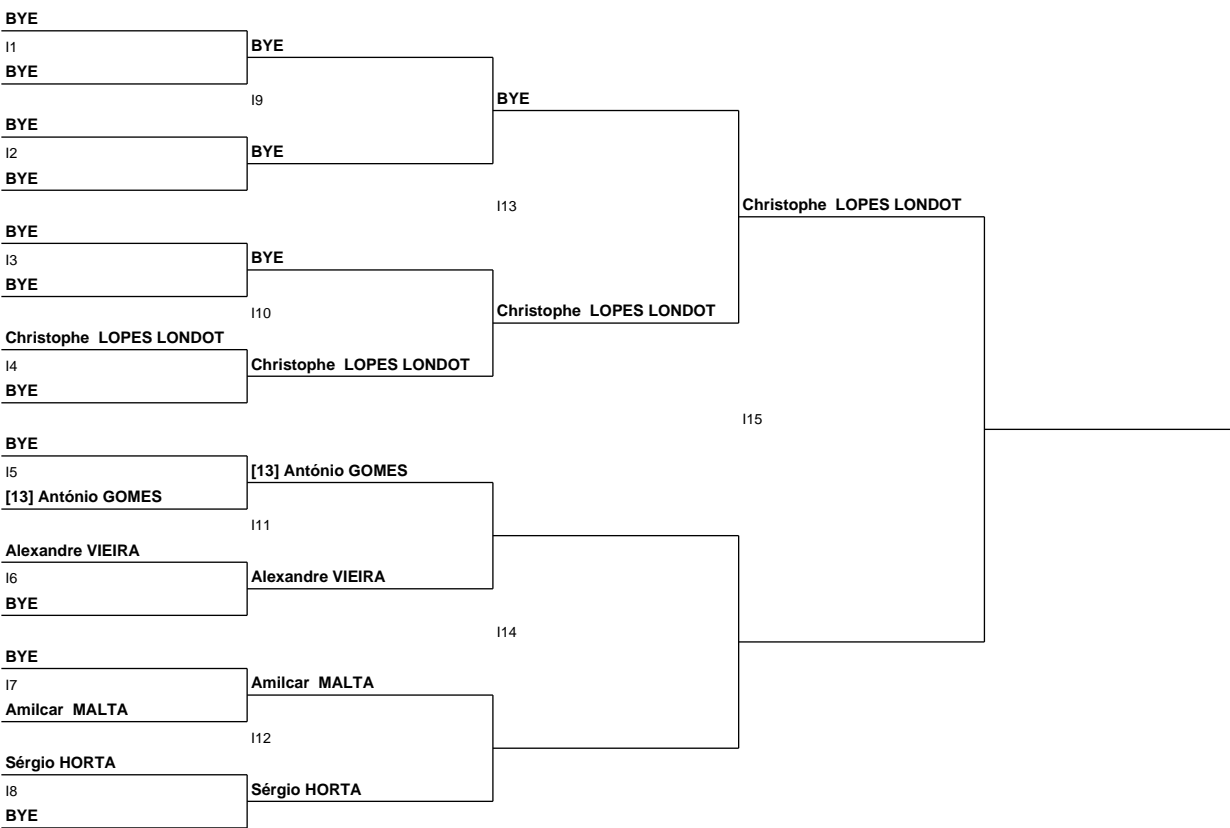 BYE
I1
BYE
BYE
I9
BYE
BYE
I2
BYE
BYE
I13
Christophe LOPES LONDOT
BYE
I3
BYE
BYE
I10
Christophe LOPES LONDOT
Christophe LOPES LONDOT
I4
Christophe LOPES LONDOT
BYE
I15
BYE
I5
[13] António GOMES
[13] António GOMES
I11
Alexandre VIEIRA
I6
Alexandre VIEIRA
BYE
I14
BYE
I7
Amilcar MALTA
Amilcar MALTA
I12
Sérgio HORTA
I8
Sérgio HORTA
BYE